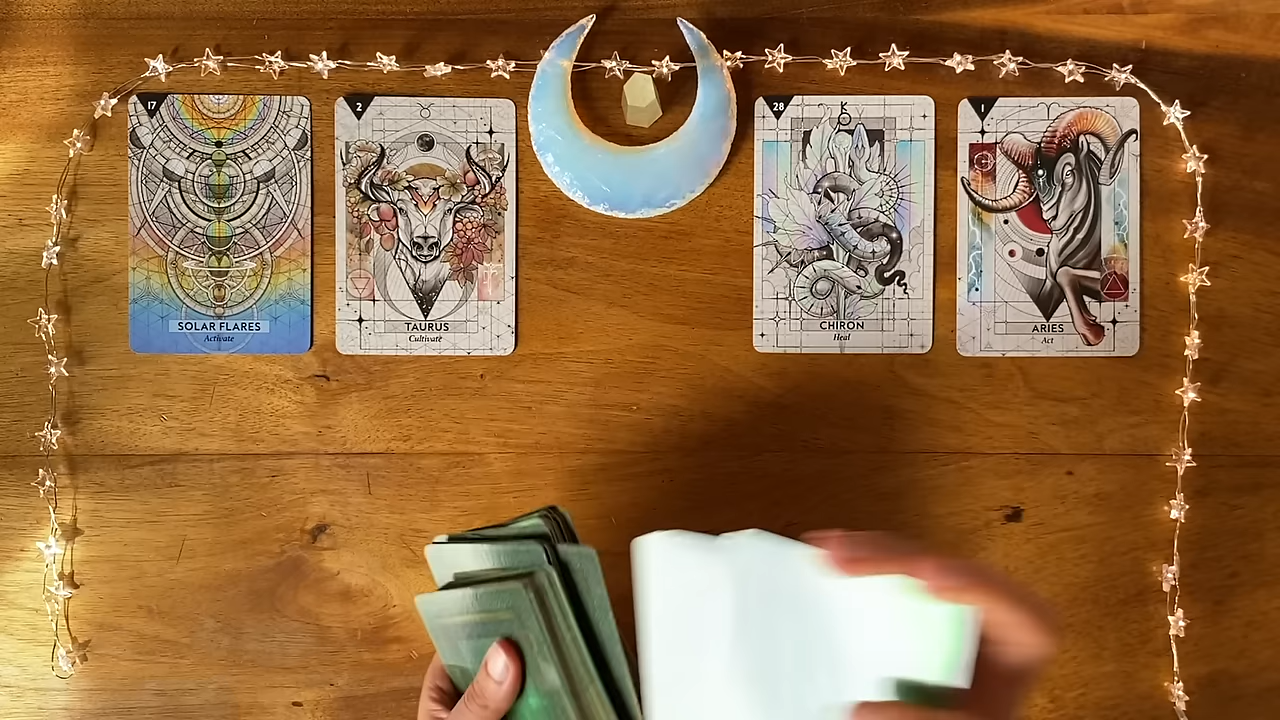 17
SOLAR FLARES
Activate
2
TAURUS
Cultivate
28
CHIRON
Heal
1
ARIES
Act